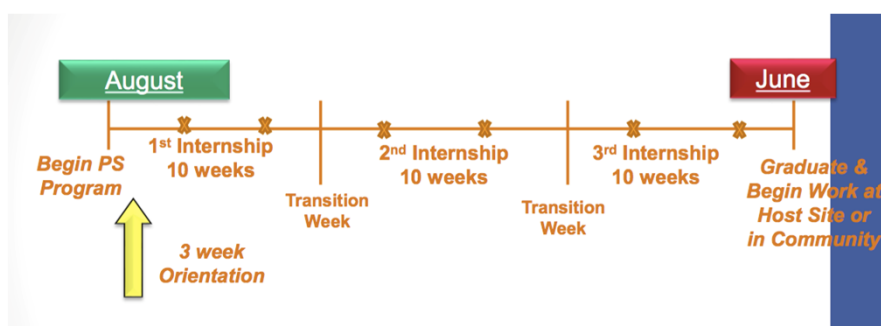 August
June
Begin PS
Program
1st Internship
10 weeks
2nd Internship
10 weeks
3rd Internship
10 weeks
Transition
Week
Transition
Week
Graduate &
Begin Work at
Host Site or
in Community
3 week
Orientation